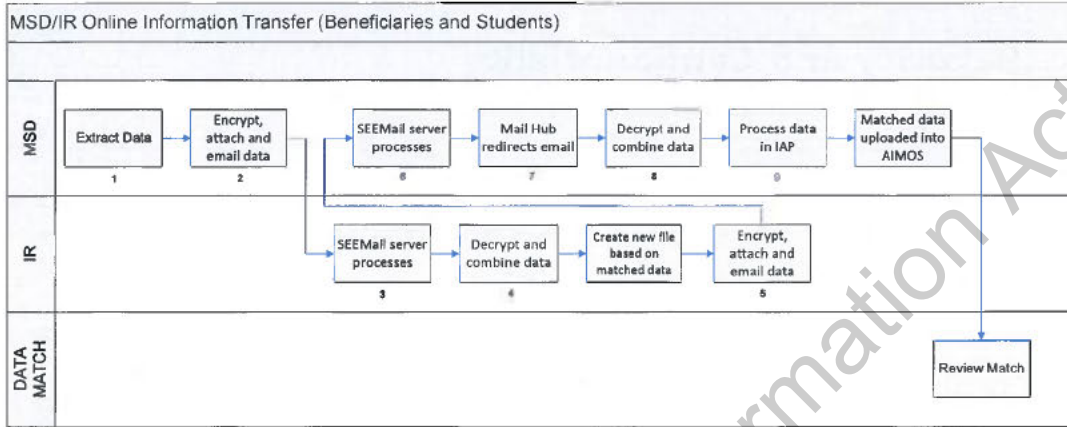 MSD/IR Online Information Transfer (Beneficiaries and Students)
MSD
Extract Data
1
Encrypt,
attach and
email data
2
SEEMail server
processes
6
Mail Hub
redirects email
7
Decrypt and
combine data
8
Process data
in IAP
9
Matched data
uploaded into
AIMOS
IR
SEEMail server
processes
3
Decrypt and
combine data
4
Create new file
based on
matched data
Encrypt,
attach and
email data
5
DATA
MATCH
Review Match
ormation Act